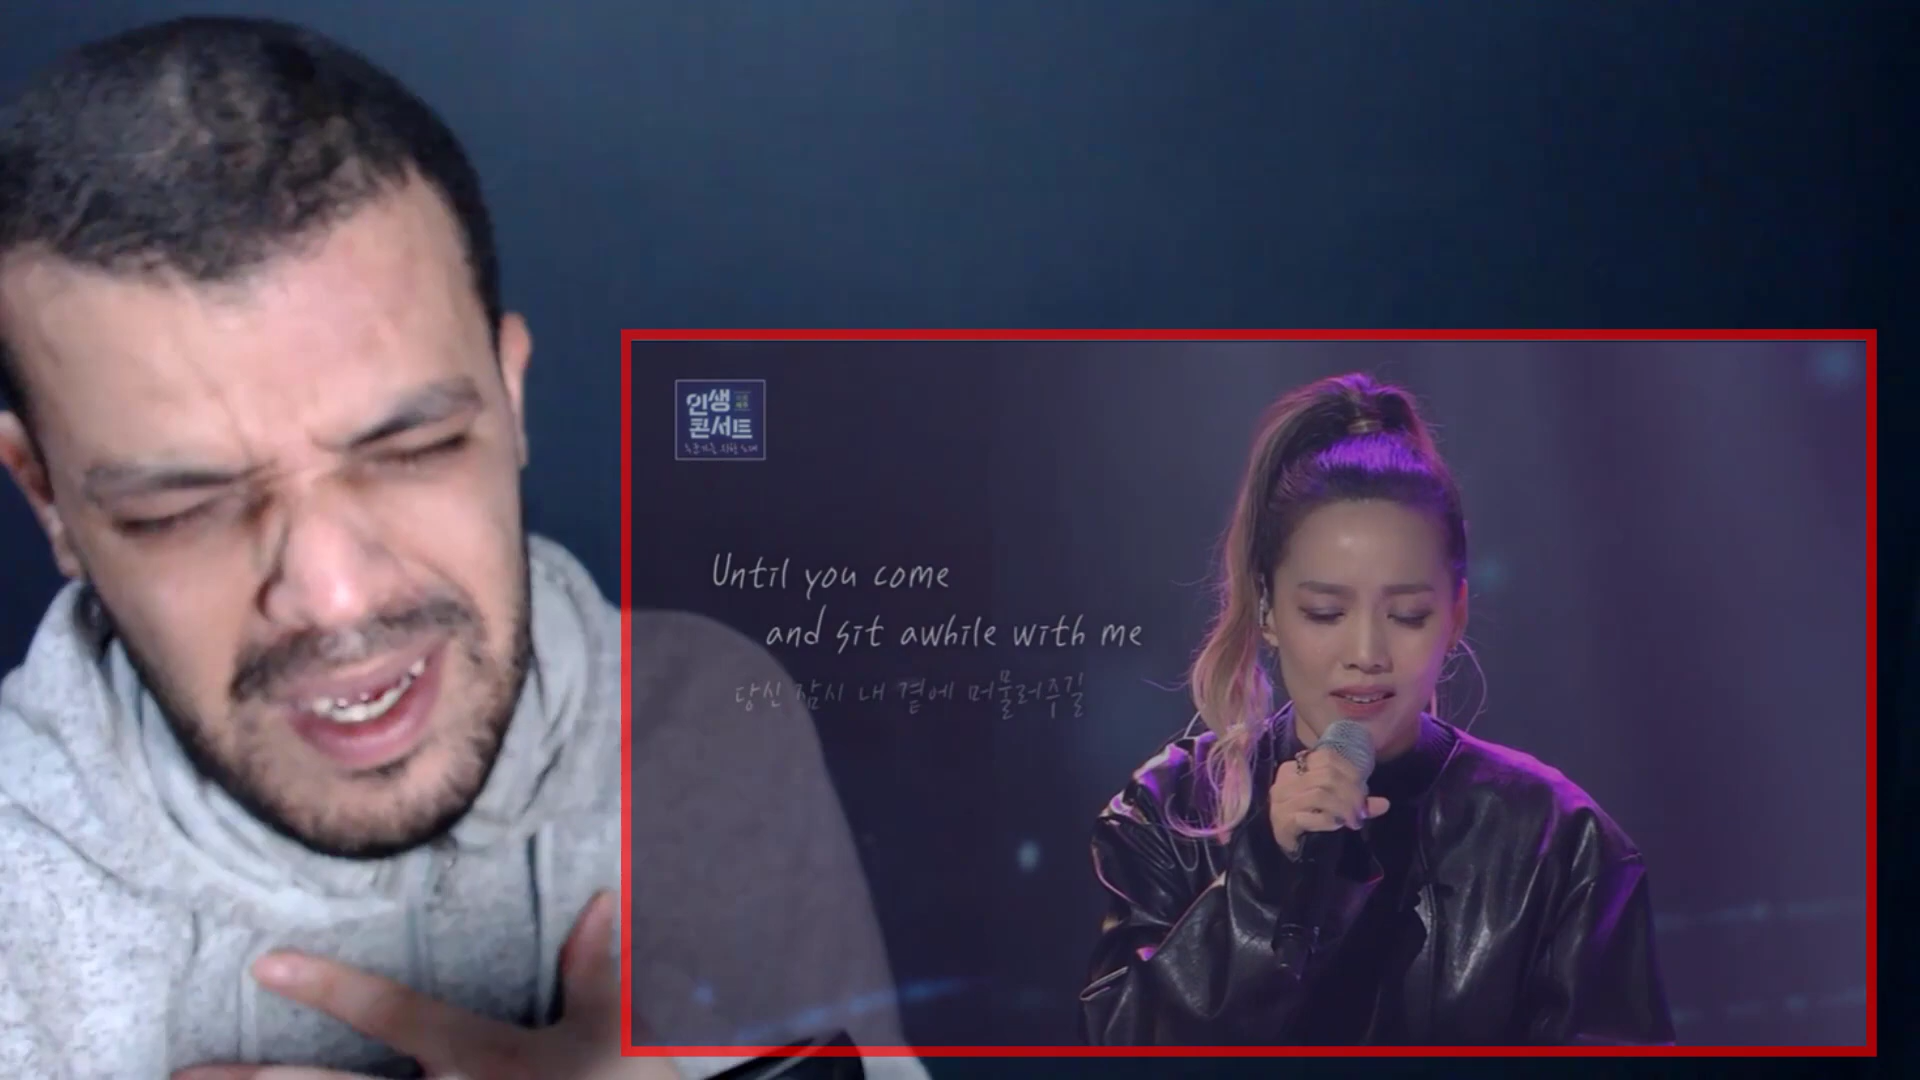 인생
콘서트
Until you come
and sit awhile with me
당신 잠시 내 곁에 머물러주길